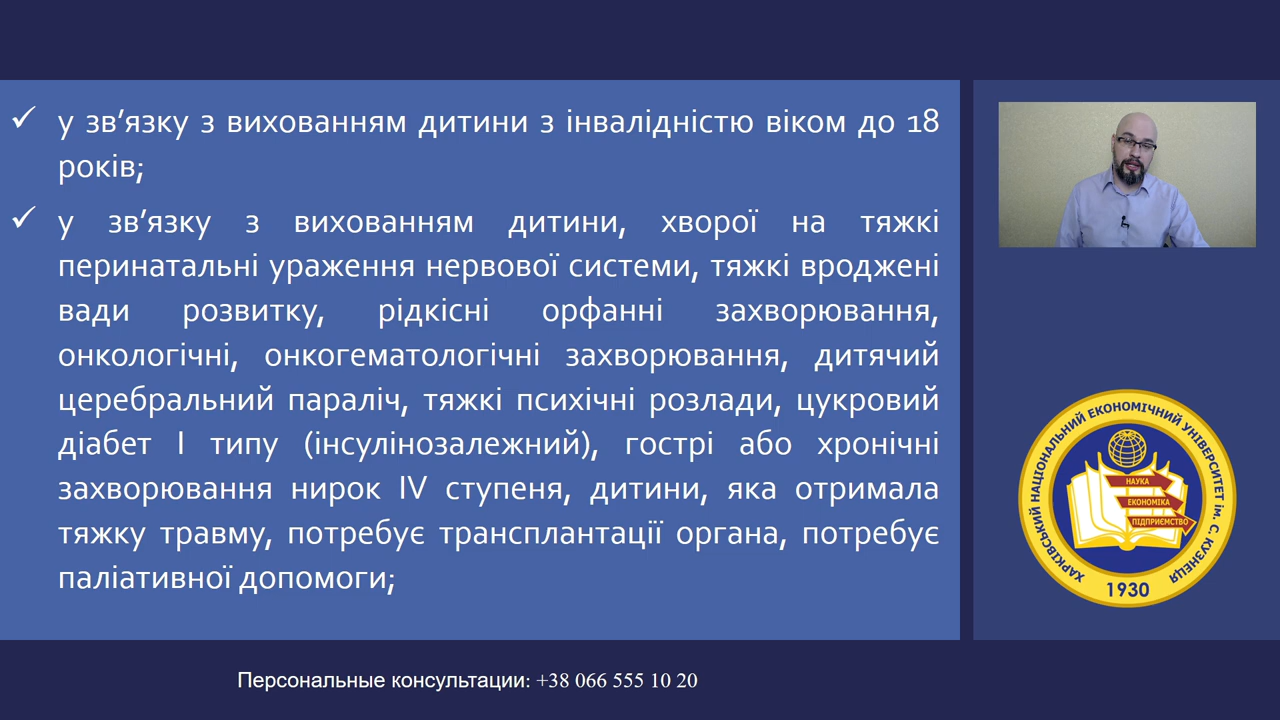 ✓ у зв’язку з вихованням дитини з інвалідністю віком до 18
років;
✓ у зв’язку з вихованням дитини, хворої на тяжкі
перинатальні ураження нервової системи, тяжкі вроджені
вади розвитку, рідкісні орфанні захворювання,
онкологічні, онкогематологічні захворювання, дитячий
церебральний параліч, тяжкі психічні розлади, цукровий
діабет I типу (інсулінозалежний), гострі або хронічні
захворювання нирок IV ступеня, дитини, яка отримала
тяжку травму, потребує трансплантації органа, потребує
паліативної допомоги;
ХАРКІВСЬКИЙ НАЦІОНАЛЬНИЙ ЕКОНОМІЧНИЙ УНІВЕРСИТЕТ ім. С. КУЗНЕЦЯ
НАУКА
ЕКОНОМІКА
ПІДПРИЄМСТВО
1930
Персональные консультации: +38 066 555 10 20